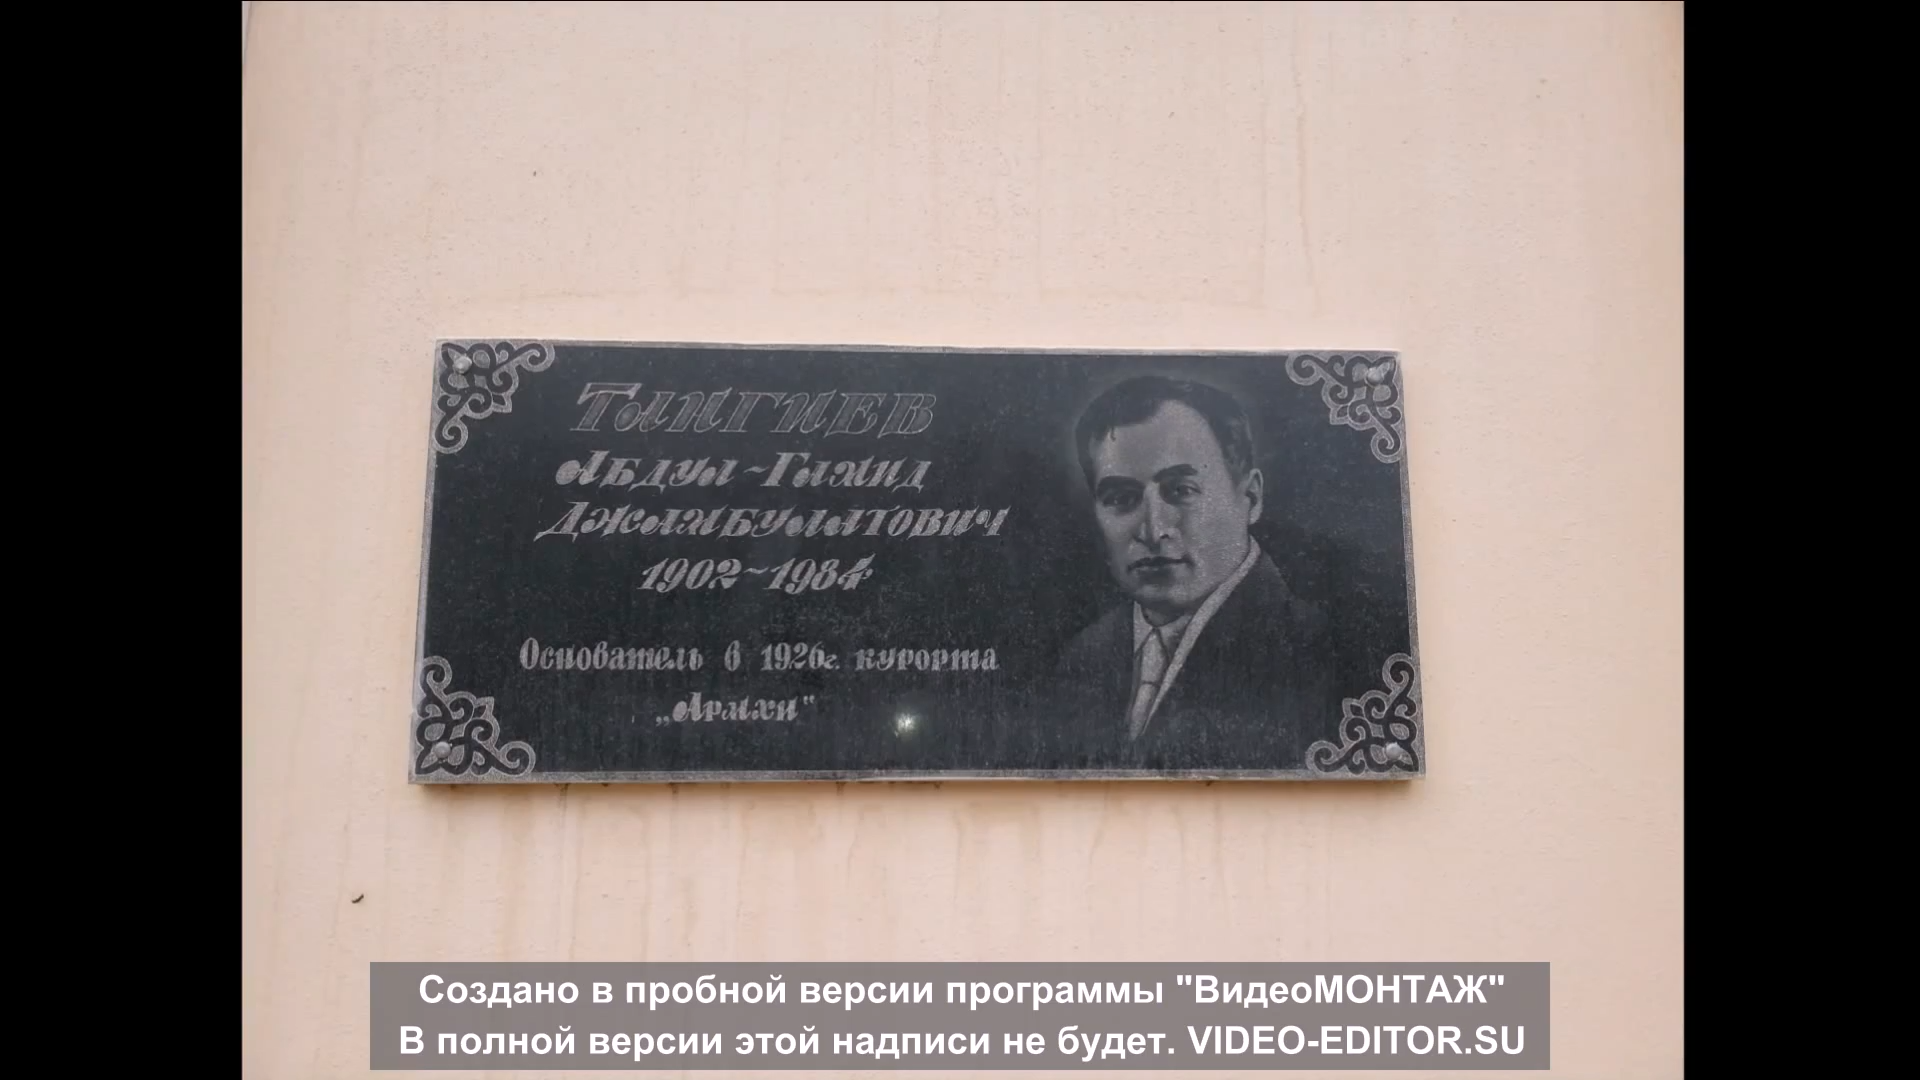 Тангиев
Абдул-Гамид
Джамбулатович
1902-1984
Основатель в 1926г. курорта
„Армхи"
Создано в пробной версии программы "ВидеоМОНТАЖ"
В полной версии этой надписи не будет. VIDEO-EDITOR.SU